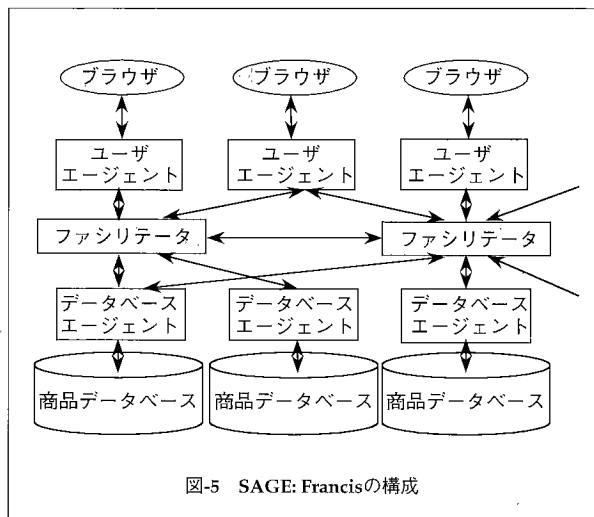 ブラウザ ブラウザ ブラウザ
ユーザ ユーザ ユーザ
エージェント エージェント エージェント
ファシリテータ ファシリテータ
データベース データベース データベース
エージェント エージェント エージェント
商品データベース 商品データベース 商品データベース
図-5 SAGE: Francisの構成